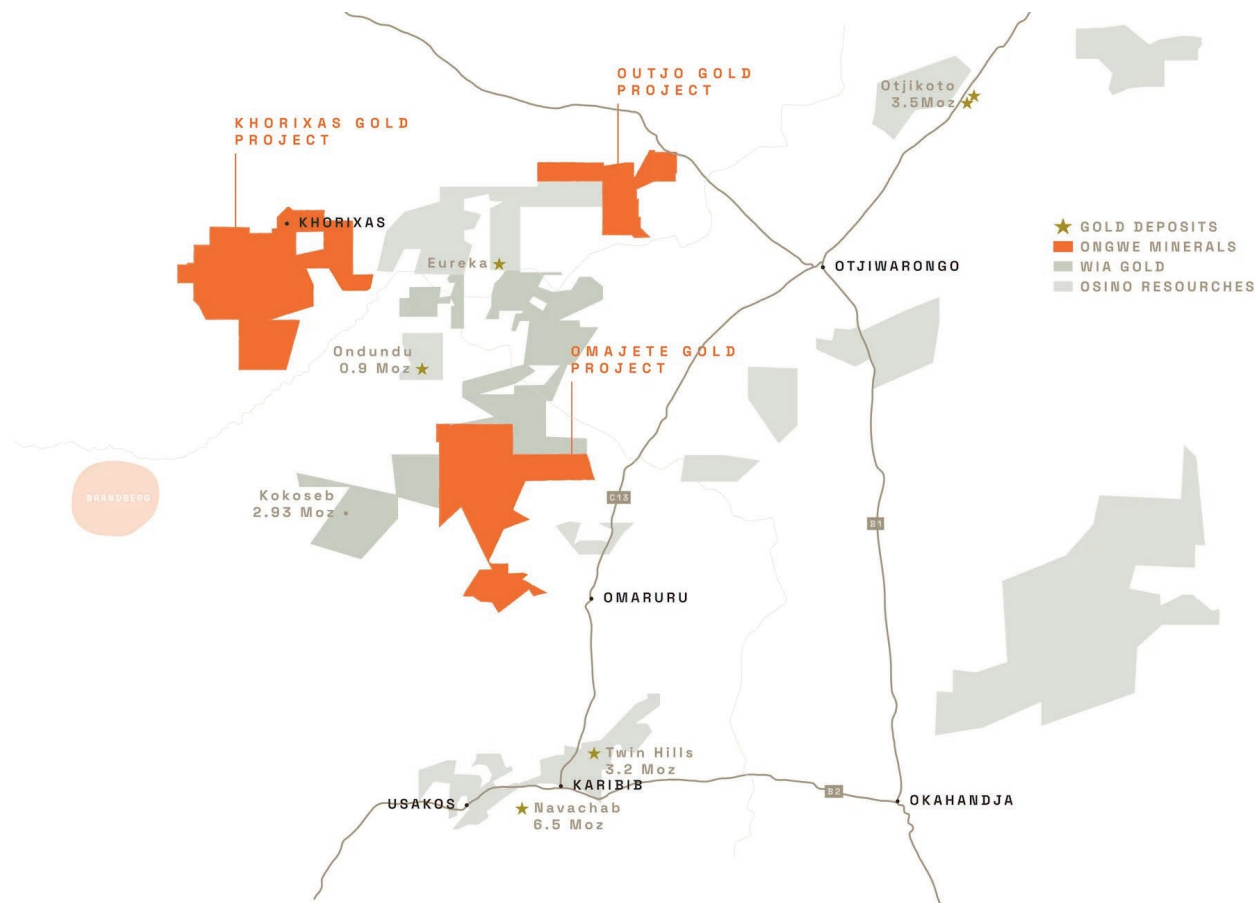 OUTJO GOLD
PROJECT
Otjikoto
3.5Moz
KHORIXAS GOLD
PROJECT
KHORIXAS
GOLD DEPOSITS
ONGWE MINERALS
WIA GOLD
OSINO RESOURCHES
Eureka
OTJIWARONGO
Ondundu
0.9 Moz
OMAJETE GOLD
PROJECT
BRANDBERG
Kokoseb
2.93 Moz
C13
B1
OMARURU
Twin Hills
3.2 Moz
KARIBIB
USAKOS
Navachab
6.5 Moz
B2
OKAHANDJA